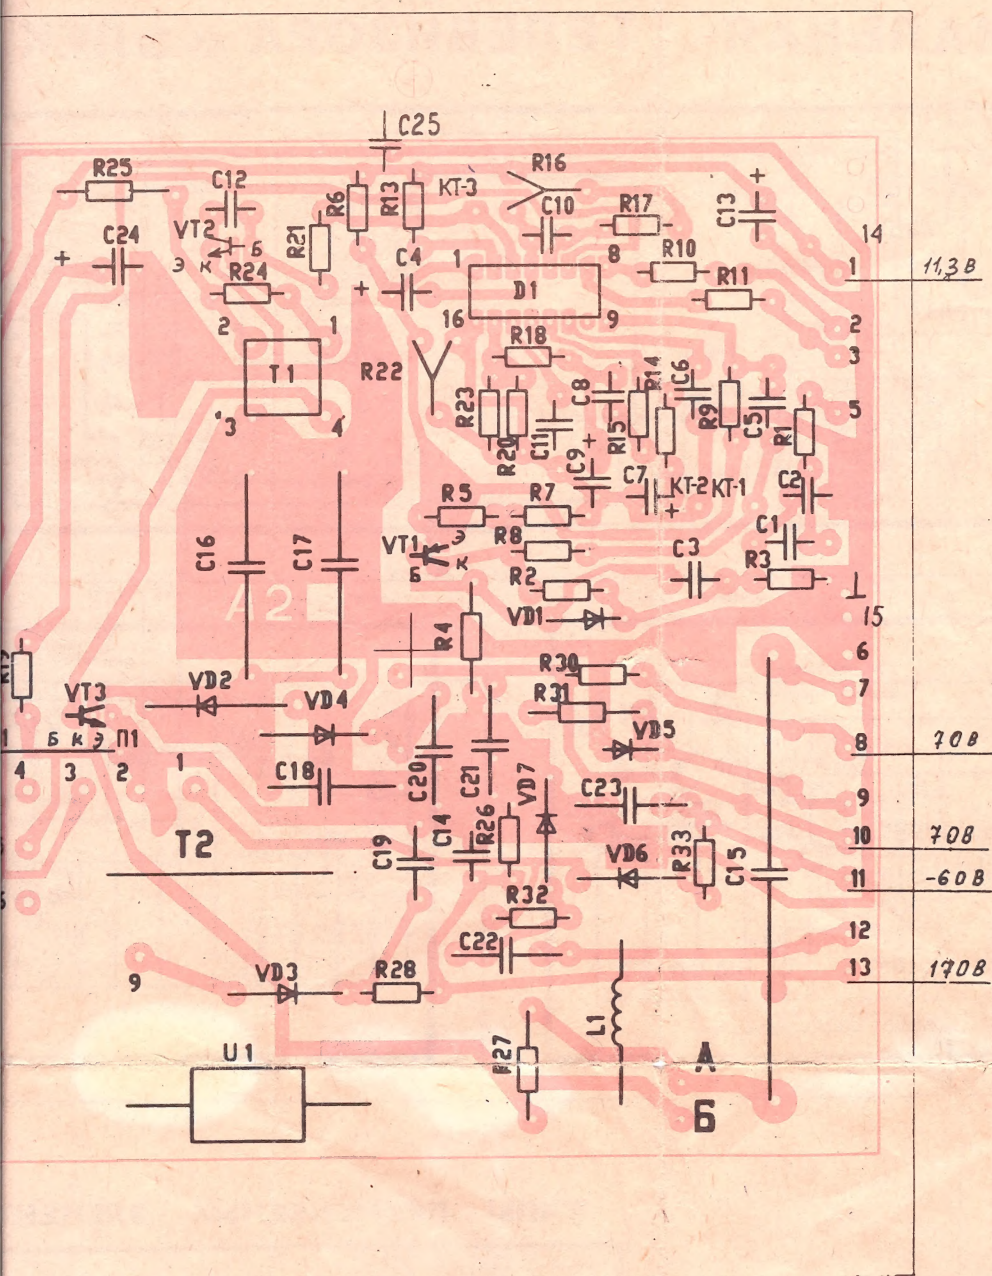 C25
R25
C12
R6
R13
КТ-3
R16
C10
R17
+
C13
14
VT2
Э К Б
C24
+
R21
R24
+
C4
1
8
R10
R11
1
11,3В
D1
16
9
2
1
2
3
T1
R22
R18
3
4
R23
R20
C11
C8
R15
R14
C6
R9
C5
R1
5
C9
+
C7
+
КТ-2
КТ-1
C2
C16
C17
R5
R7
VT1
Э
Б К
R8
C1
C3
R3
R2
VD1
A2
15
R4
6
R30
7
VT3
VD2
VD4
R31
VD5
Б К Э
П1
8
70В
4
3
2
1
C18
C20
C21
VD7
C23
9
T2
C19
C14
R26
VD6
R33
C15
10
70В
11
-60В
R32
C22
12
9
VD3
R28
13
170В
U1
R27
L1
А
Б